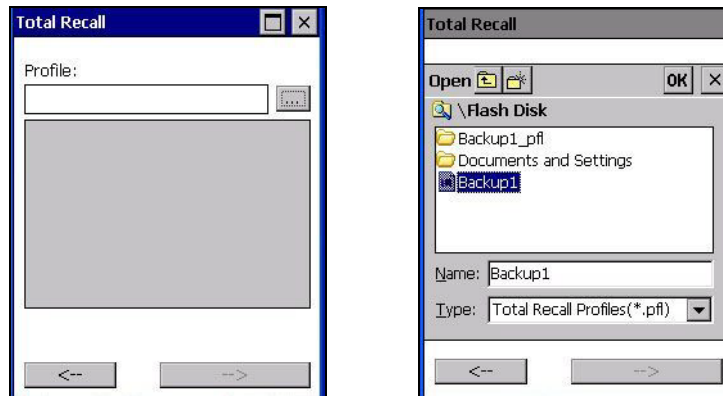 Total Recall
Profile:
...
<-- -->
Total Recall
Open OK ×
\Flash Disk
Backup1_pfl
Documents and Settings
Backup1
Name: Backup1
Type: Total Recall Profiles(*.pfl)
<-- -->